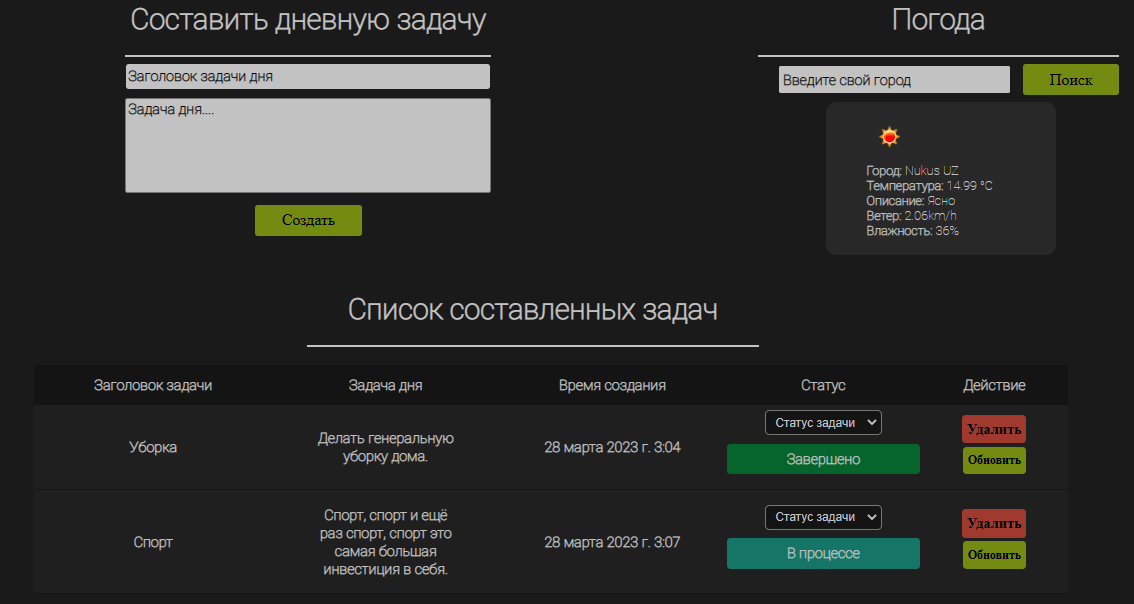 Составить дневную задачу
Заголовок задачи дня
Задача дня....
Создать
Погода
Введите свой город
Поиск
Город: Nukus UZ
Температура: 14.99 °C
Описание: Ясно
Ветер: 2.06km/h
Влажность: 36%
Список составленных задач
Заголовок задачи Задача дня Время создания Статус Действие
Уборка
Делать генеральную
уборку дома.
28 марта 2023 г. 3:04
Статус задачи
Завершено
Удалить
Обновить
Спорт
Спорт, спорт и ещё
раз спорт, спорт это
самая большая
инвестиция в себя.
28 марта 2023 г. 3:07
Статус задачи
В процессе
Удалить
Обновить